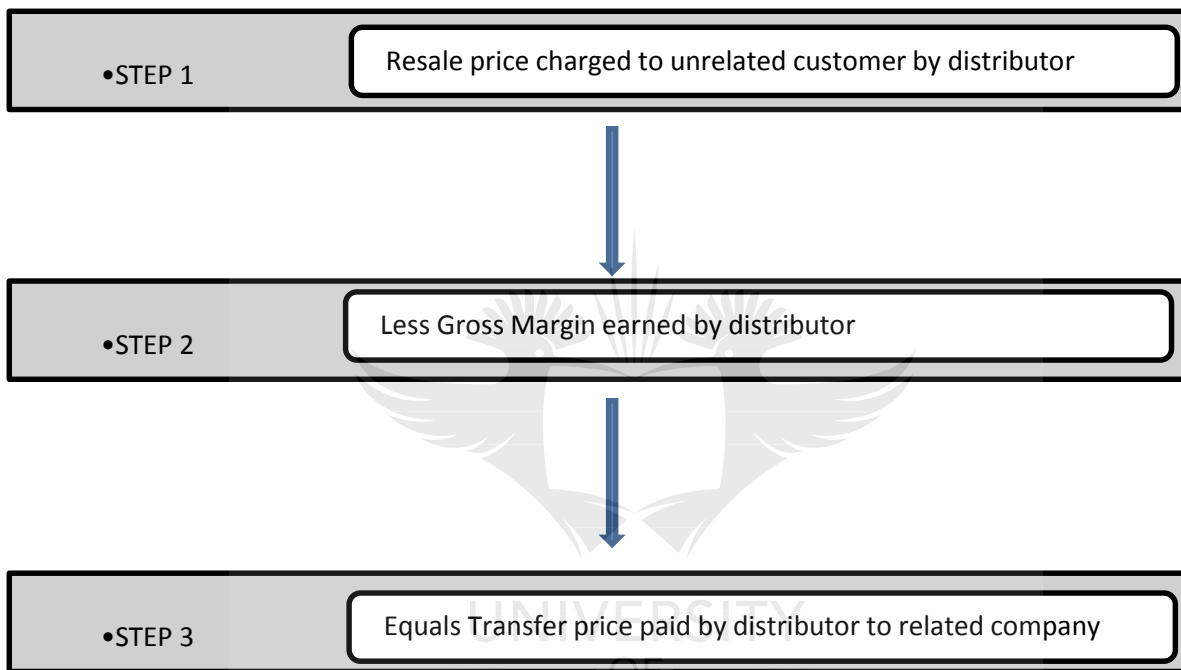 •STEP 1
Resale price charged to unrelated customer by distributor
•STEP 2
Less Gross Margin earned by distributor
•STEP 3
Equals Transfer price paid by distributor to related company
UNIVERSITY
OF